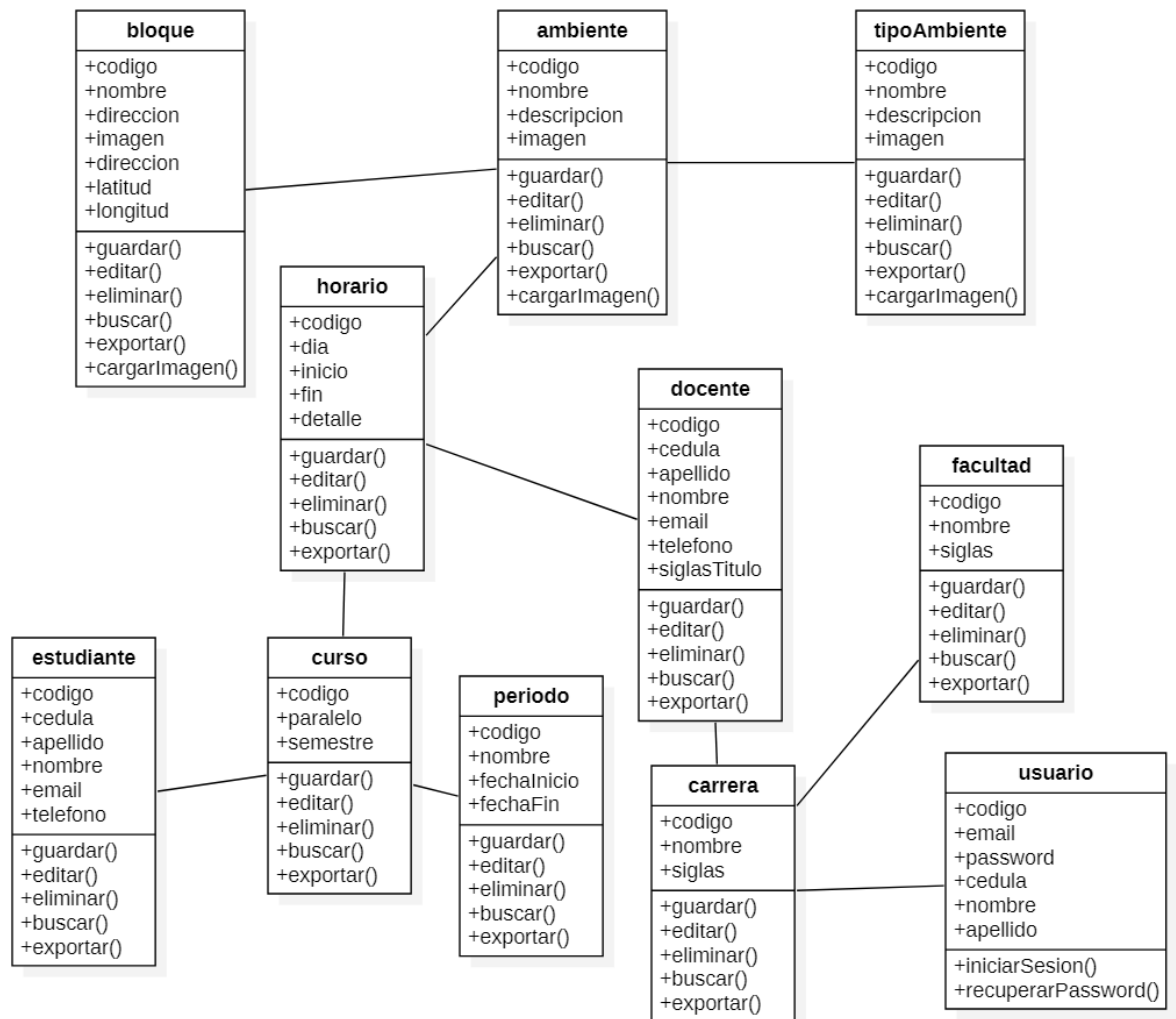 bloque
+codigo
+nombre
+direccion
+imagen
+direccion
+latitud
+longitud
+guardar()
+editar()
+eliminar()
+buscar()
+exportar()
+cargarImagen()
ambiente
+codigo
+nombre
+descripcion
+imagen
+guardar()
+editar()
+eliminar()
+buscar()
+exportar()
+cargarImagen()
tipoAmbiente
+codigo
+nombre
+descripcion
+imagen
+guardar()
+editar()
+eliminar()
+buscar()
+exportar()
+cargarImagen()
horario
+codigo
+dia
+inicio
+fin
+detalle
+guardar()
+editar()
+eliminar()
+buscar()
+exportar()
docente
+codigo
+cedula
+apellido
+nombre
+email
+telefono
+siglasTitulo
+guardar()
+editar()
+eliminar()
+buscar()
+exportar()
facultad
+codigo
+nombre
+siglas
+guardar()
+editar()
+eliminar()
+buscar()
+exportar()
estudiante
+codigo
+cedula
+apellido
+nombre
+email
+telefono
+guardar()
+editar()
+eliminar()
+buscar()
+exportar()
curso
+codigo
+paralelo
+semestre
+guardar()
+editar()
+eliminar()
+buscar()
+exportar()
periodo
+codigo
+nombre
+fechaInicio
+fechaFin
+guardar()
+editar()
+eliminar()
+buscar()
+exportar()
carrera
+codigo
+nombre
+siglas
+guardar()
+editar()
+eliminar()
+buscar()
+exportar()
usuario
+codigo
+email
+password
+cedula
+nombre
+apellido
+iniciarSesion()
+recuperarPassword()